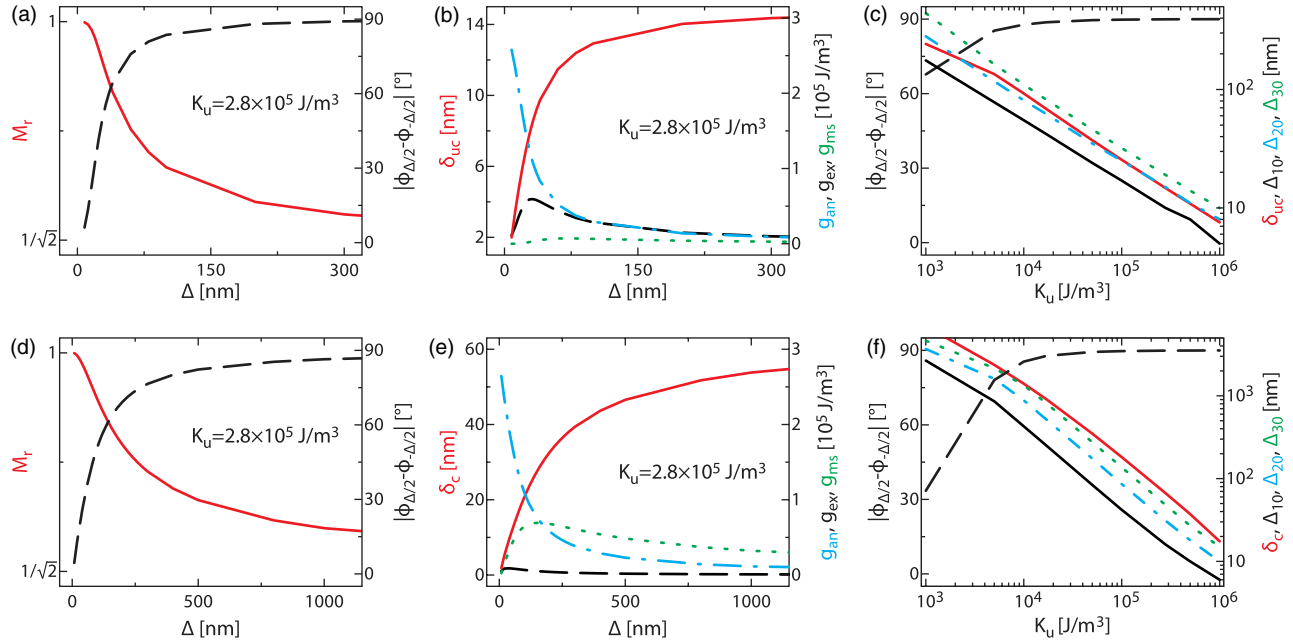 (a)
1
M_r
1/√2
K_u=2.8×10^5 J/m^3
90
60
30
0
|ϕ_Δ/2-ϕ_-Δ/2| [°]
0 150 300
Δ [nm]
(b)
14
10
6
2
δ_uc [nm]
K_u=2.8×10^5 J/m^3
3
2
1
0
g_an, g_ex, g_ms [10^5 J/m^3]
0 150 300
Δ [nm]
(c)
90
60
30
0
|ϕ_Δ/2-ϕ_-Δ/2| [°]
10^2
10
δ_uc, Δ_10, Δ_20, Δ_30 [nm]
10^3 10^4 10^5 10^6
K_u [J/m^3]
(d)
1
M_r
1/√2
K_u=2.8×10^5 J/m^3
90
60
30
0
|ϕ_Δ/2-ϕ_-Δ/2| [°]
0 500 1000
Δ [nm]
(e)
60
40
20
0
δ_c [nm]
K_u=2.8×10^5 J/m^3
3
2
1
0
g_an, g_ex, g_ms [10^5 J/m^3]
0 500 1000
Δ [nm]
(f)
90
60
30
0
|ϕ_Δ/2-ϕ_-Δ/2| [°]
10^3
10^2
10
δ_c, Δ_10, Δ_20, Δ_30 [nm]
10^3 10^4 10^5 10^6
K_u [J/m^3]